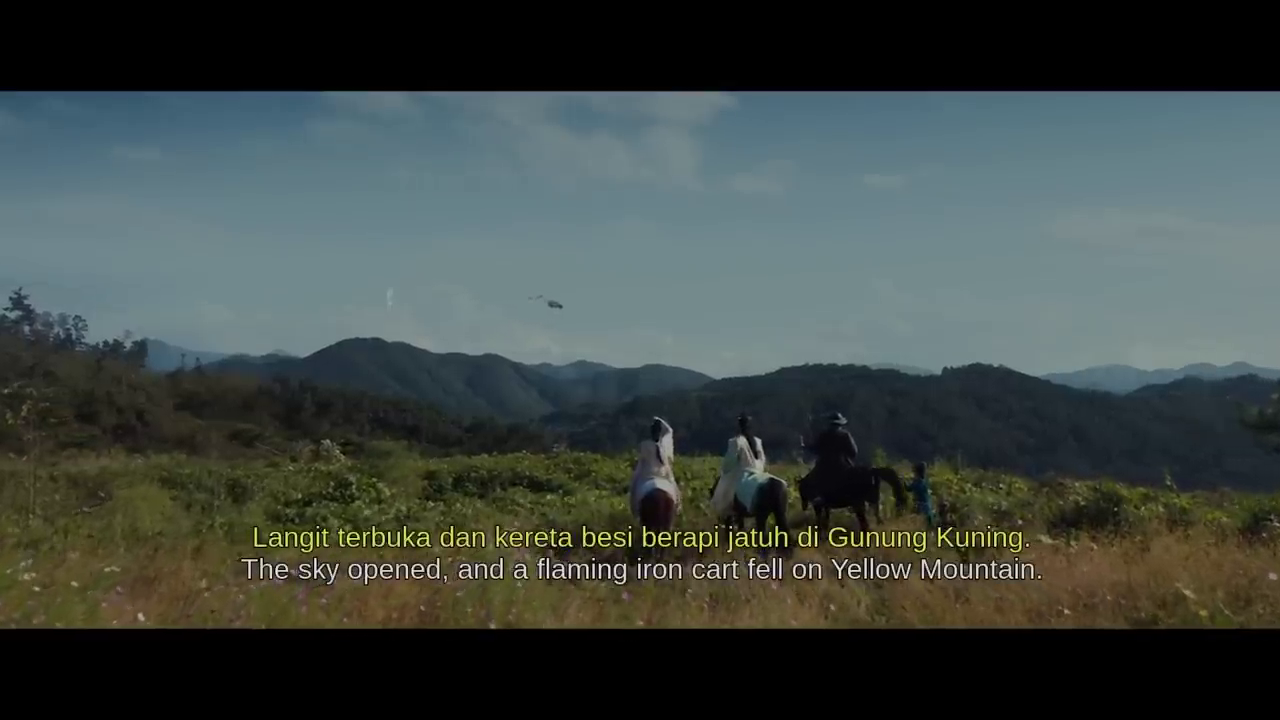 Langit terbuka dan kereta besi berapi jatuh di Gunung Kuning.
The sky opened, and a flaming iron cart fell on Yellow Mountain.